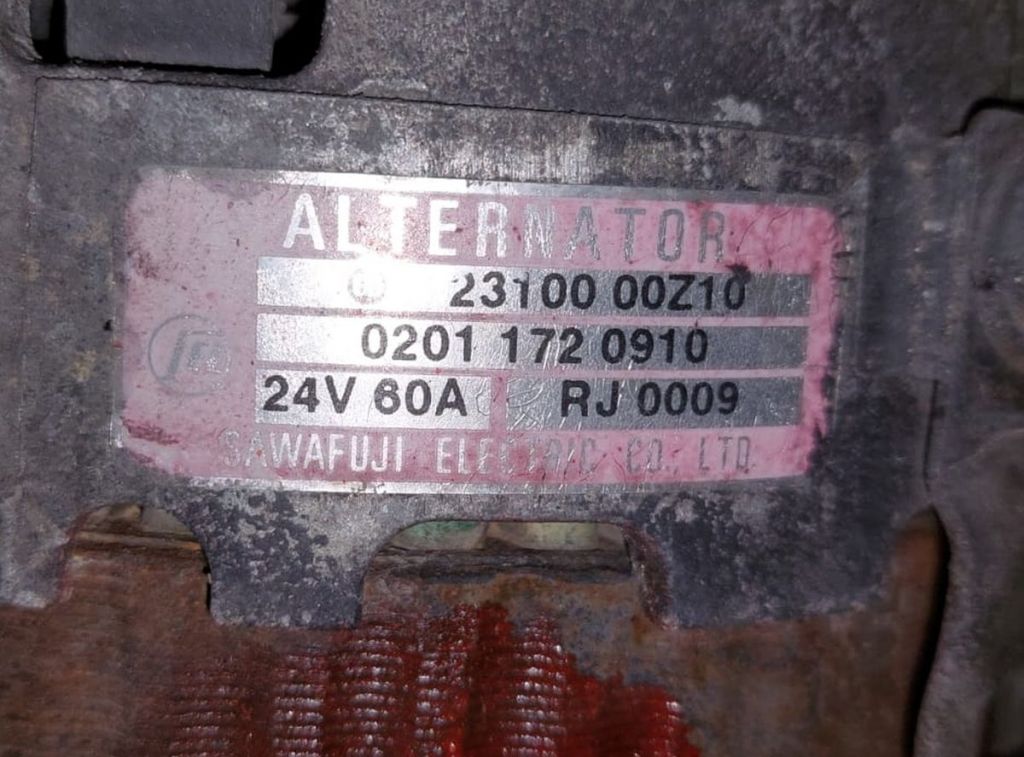 ALTERNATOR
23100 00Z10
0201 172 0910
24V 60A RJ 0009
SAWAFUJI ELECTRIC CO., LTD.